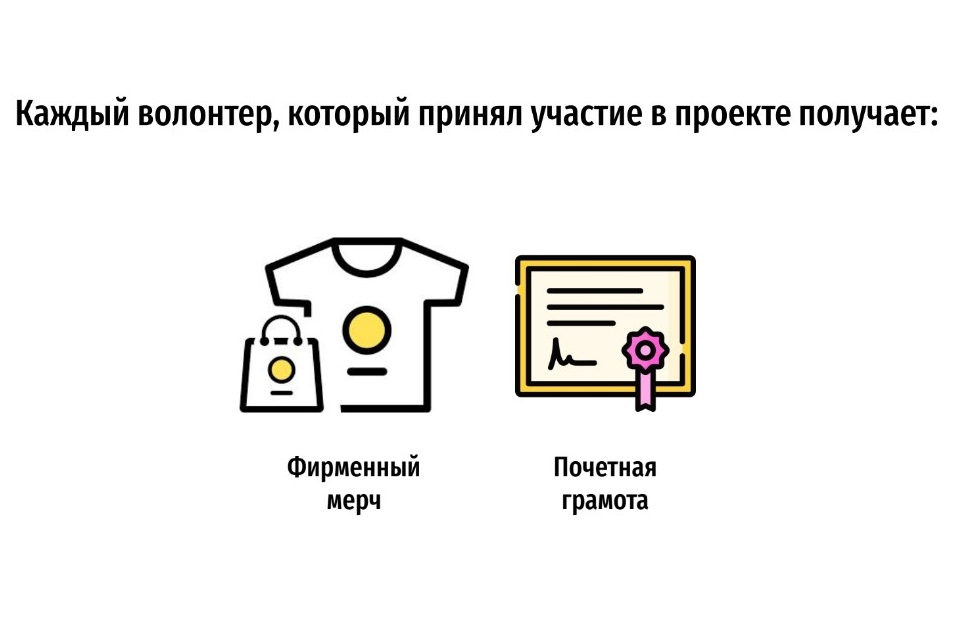 Каждый волонтер, который принял участие в проекте получает:
Фирменный
мерч
Почетная
грамота